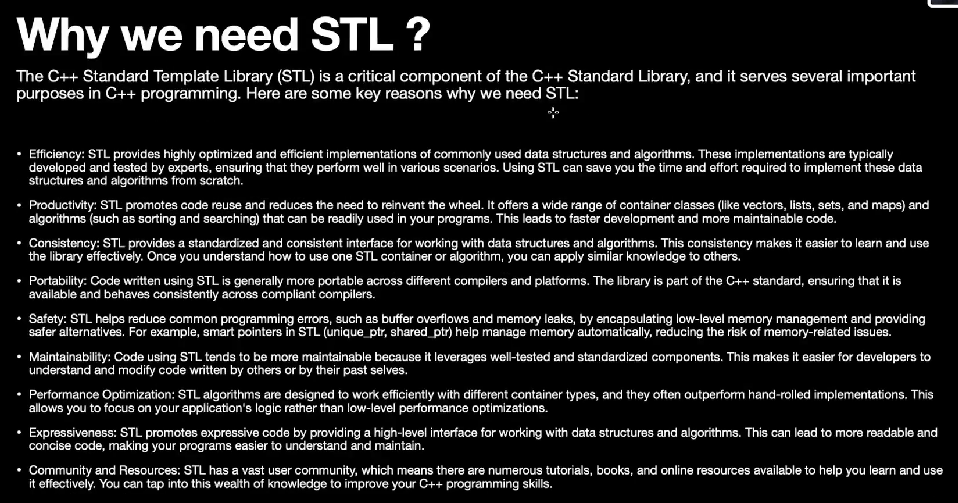 Why we need STL ?
The C++ Standard Template Library (STL) is a critical component of the C++ Standard Library, and it serves several important
purposes in C++ programming. Here are some key reasons why we need STL:
• Efficiency: STL provides highly optimized and efficient implementations of commonly used data structures and algorithms. These implementations are typically
developed and tested by experts, ensuring that they perform well in various scenarios. Using STL can save you the time and effort required to implement these data
structures and algorithms from scratch.
• Productivity: STL promotes code reuse and reduces the need to reinvent the wheel. It offers a wide range of container classes (like vectors, lists, sets, and maps) and
algorithms (such as sorting and searching) that can be readily used in your programs. This leads to faster development and more maintainable code.
• Consistency: STL provides a standardized and consistent interface for working with data structures and algorithms. This consistency makes it easier to learn and use
the library effectively. Once you understand how to use one STL container or algorithm, you can apply similar knowledge to others.
• Portability: Code written using STL is generally more portable across different compilers and platforms. The library is part of the C++ standard, ensuring that it is
available and behaves consistently across compliant compilers.
• Safety: STL helps reduce common programming errors, such as buffer overflows and memory leaks, by encapsulating low-level memory management and providing
safer alternatives. For example, smart pointers in STL (unique_ptr, shared_ptr) help manage memory automatically, reducing the risk of memory-related issues.
• Maintainability: Code using STL tends to be more maintainable because it leverages well-tested and standardized components. This makes it easier for developers to
understand and modify code written by others or by their past selves.
• Performance Optimization: STL algorithms are designed to work efficiently with different container types, and they often outperform hand-rolled implementations. This
allows you to focus on your application's logic rather than low-level performance optimizations.
• Expressiveness: STL promotes expressive code by providing a high-level interface for working with data structures and algorithms. This can lead to more readable and
concise code, making your programs easier to understand and maintain.
• Community and Resources: STL has a vast user community, which means there are numerous tutorials, books, and online resources available to help you learn and use
it effectively. You can tap into this wealth of knowledge to improve your C++ programming skills.